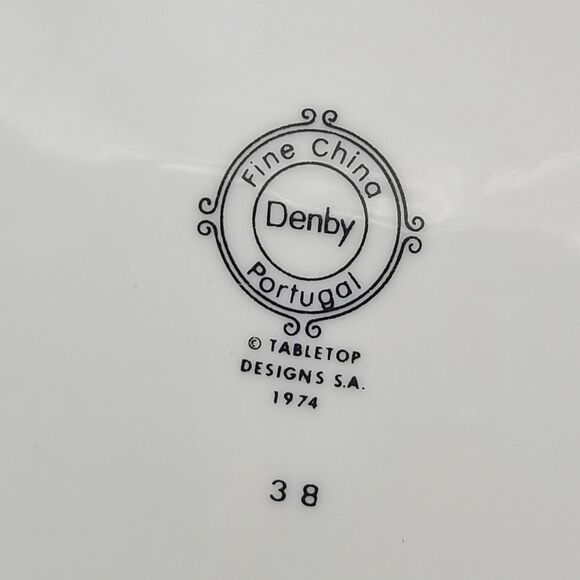 Fine China
Denby
Portugal
© TABLETOP
DESIGNS S.A.
1974
38